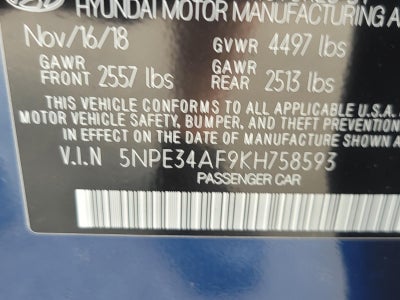 HYUNDAI MOTOR MANUFACTURING A
Nov/16/18 GVWR 4497 lbs
GAWR GAWR
FRONT 2557 lbs REAR 2513 lbs
THIS VEHICLE CONFORMS TO ALL APPLICABLE U.S.A.
MOTOR VEHICLE SAFETY, BUMPER, AND THEFT PREVE
IN EFFECT ON THE DATE OF MANUFACTURE SHOWN A
V.I.N 5NPE34AF9KH758593
PASSENGER CAR